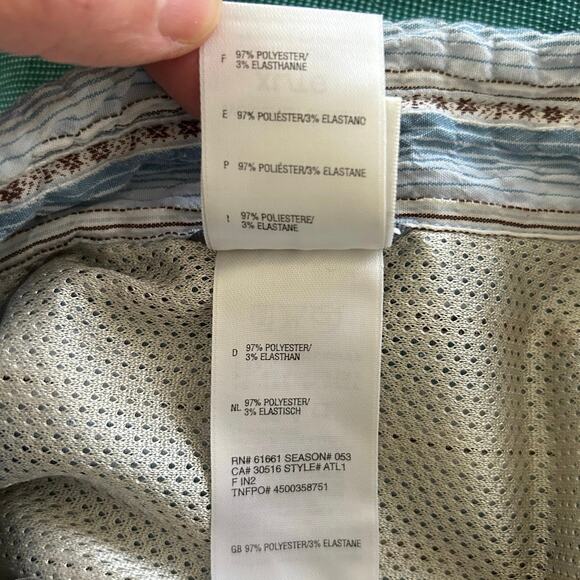 F 97% POLYESTER/
3% ELASTHANNE
E 97% POLIÉSTER/3% ELASTANO
P 97% POLIÉSTER/3% ELASTANE
I 97% POLIESTERE/
3% ELASTANE
D 97% POLYESTER/
3% ELASTHAN
NL 97% POLYESTER/
3% ELASTISCH
RN# 61661 SEASON# 053
CA# 30516 STYLE# ATL1
F IN2
TNFPO# 4500358751
GB 97% POLYESTER/3% ELASTANE